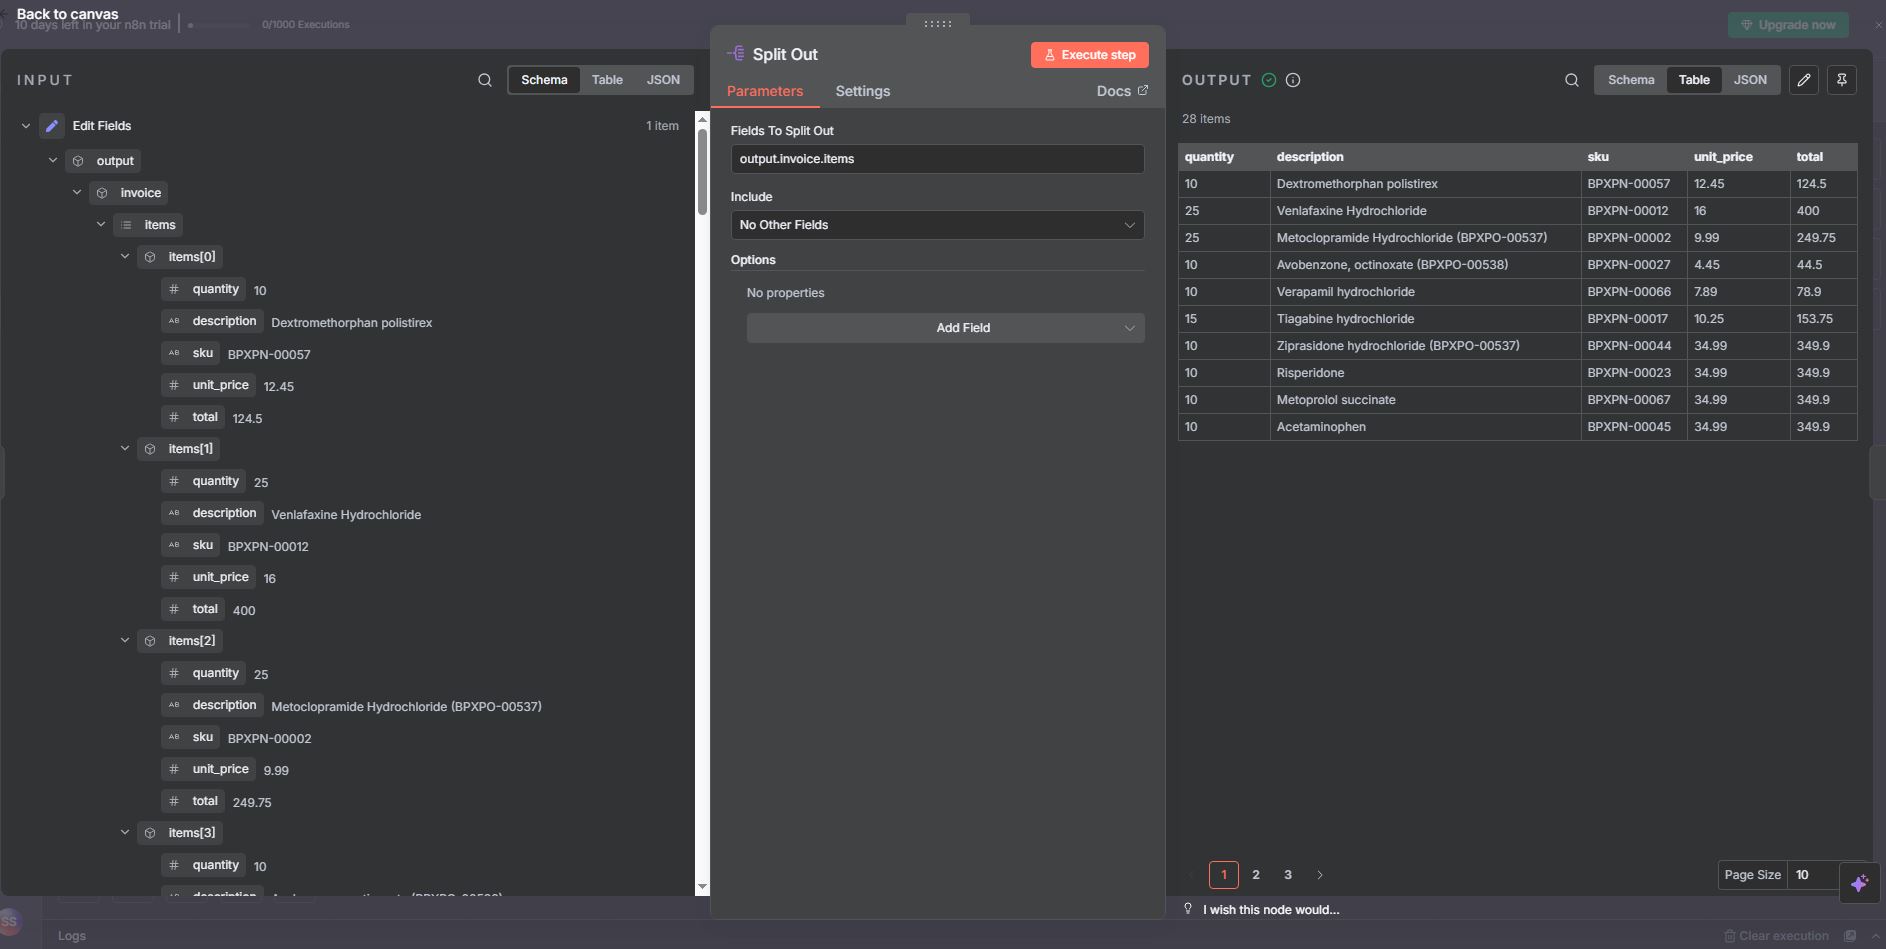 Back to canvas
10 days left in your n8n trial
0/1000 Executions
Upgrade now
INPUT
Schema
Table
JSON
Edit Fields
1 item
output
invoice
items
items[0]
# quantity 10
AB description Dextromethorphan polistirex
AB sku BPXPN-00057
# unit_price 12.45
# total 124.5
items[1]
# quantity 25
AB description Venlafaxine Hydrochloride
AB sku BPXPN-00012
# unit_price 16
# total 400
items[2]
# quantity 25
AB description Metoclopramide Hydrochloride (BPXPO-00537)
AB sku BPXPN-00002
# unit_price 9.99
# total 249.75
items[3]
# quantity 10
Split Out
Execute step
Parameters
Settings
Docs
Fields To Split Out
output.invoice.items
Include
No Other Fields
Options
No properties
Add Field
OUTPUT
Schema
Table
JSON
28 items
quantity description sku unit_price total
10 Dextromethorphan polistirex BPXPN-00057 12.45 124.5
25 Venlafaxine Hydrochloride BPXPN-00012 16 400
25 Metoclopramide Hydrochloride (BPXPO-00537) BPXPN-00002 9.99 249.75
10 Avobenzone, octinoxate (BPXPO-00538) BPXPN-00027 4.45 44.5
10 Verapamil hydrochloride BPXPN-00066 7.89 78.9
15 Tiagabine hydrochloride BPXPN-00017 10.25 153.75
10 Ziprasidone hydrochloride (BPXPO-00537) BPXPN-00044 34.99 349.9
10 Risperidone BPXPN-00023 34.99 349.9
10 Metoprolol succinate BPXPN-00067 34.99 349.9
10 Acetaminophen BPXPN-00045 34.99 349.9
1 2 3
Page Size 10
I wish this node would...
SS
Logs
Clear execution